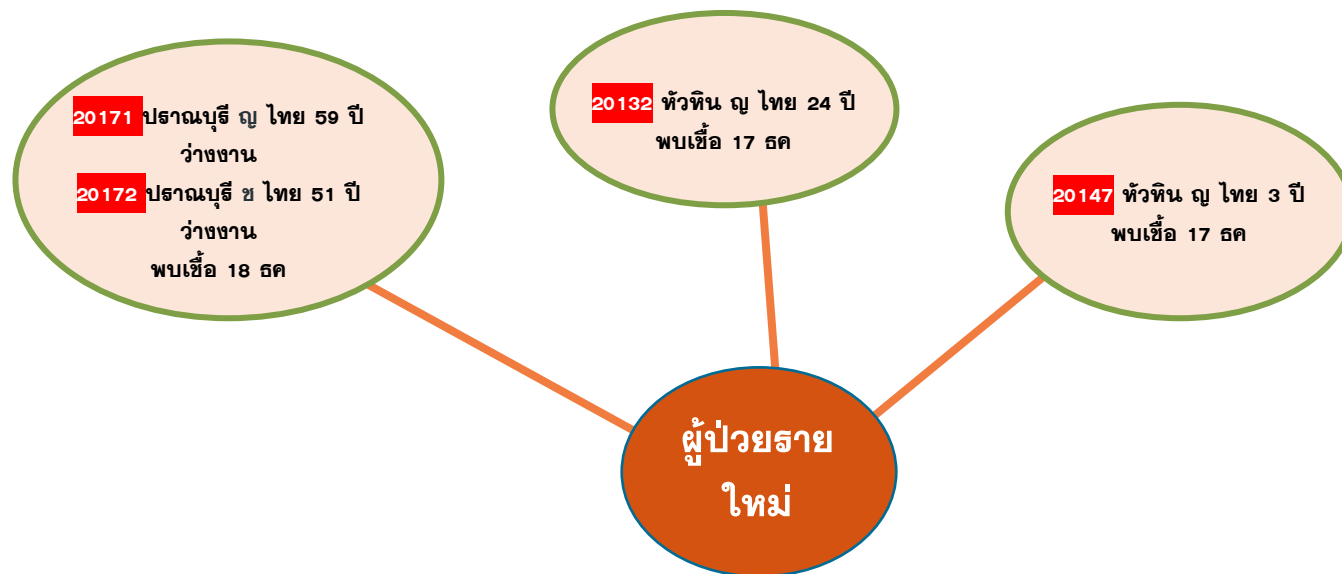 20171 ปราณบุรี ญ ไทย 59 ปี
ว่างงาน
20172 ปราณบุรี ช ไทย 51 ปี
ว่างงาน
พบเชื้อ 18 ธค
20132 หัวหิน ญ ไทย 24 ปี
พบเชื้อ 17 ธค
20147 หัวหิน ญ ไทย 3 ปี
พบเชื้อ 17 ธค
ผู้ป่วยราย
ใหม่